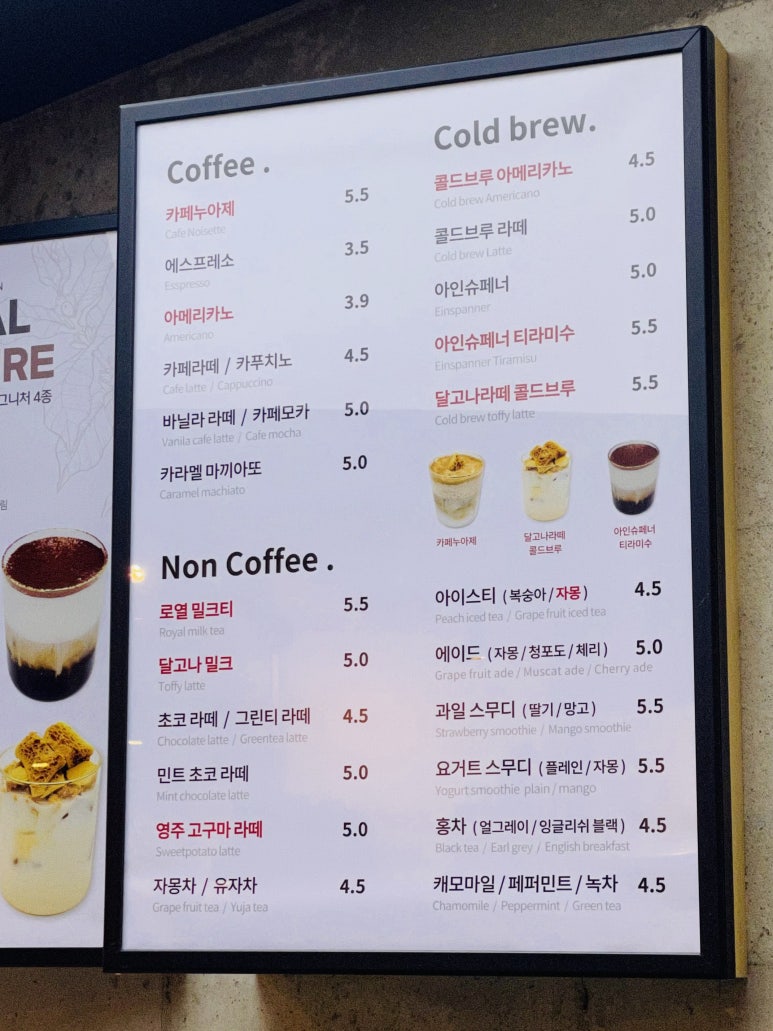 AL
RE
그니처 4종
Coffee .
카페누아제 5.5
Cafe Noisette
에스프레소 3.5
Esspresso
아메리카노 3.9
Americano
카페라떼 / 카푸치노 4.5
Cafe latte / Cappuccino
바닐라 라떼 / 카페모카 5.0
Vanila cafe latte / Cafe mocha
카라멜 마끼아또 5.0
Caramel machiato
Cold brew.
콜드브루 아메리카노 4.5
Cold brew Americano
콜드브루 라떼 5.0
Cold brew Latte
아인슈페너 5.0
Einspanner
아인슈페너 티라미수 5.5
Einspanner Tiramisu
달고나라떼 콜드브루 5.5
Cold brew toffy latte
카페누아제
달고나라떼
콜드브루
아인슈페너
티라미수
Non Coffee .
로열 밀크티 5.5
Royal milk tea
달고나 밀크 5.0
Toffy latte
초코 라떼 / 그린티 라떼 4.5
Chocolate latte / Greentea latte
민트 초코 라떼 5.0
Mint chocolate latte
영주 고구마 라떼 5.0
Sweetpotato latte
자몽차 / 유자차 4.5
Grape fruit tea / Yuja tea
아이스티 (복숭아 / 자몽) 4.5
Peach iced tea / Grape fruit iced tea
에이드 (자몽 / 청포도 / 체리) 5.0
Grape fruit ade / Muscat ade / Cherry ade
과일 스무디 (딸기 / 망고) 5.5
Strawberry smoothie / Mango smoothie
요거트 스무디 (플레인 / 자몽) 5.5
Yogurt smoothie plain / mango
홍차 (얼그레이 / 잉글리쉬 블랙) 4.5
Black tea / Earl grey / English breakfast
캐모마일 / 페퍼민트 / 녹차 4.5
Chamomile / Peppermint / Green tea